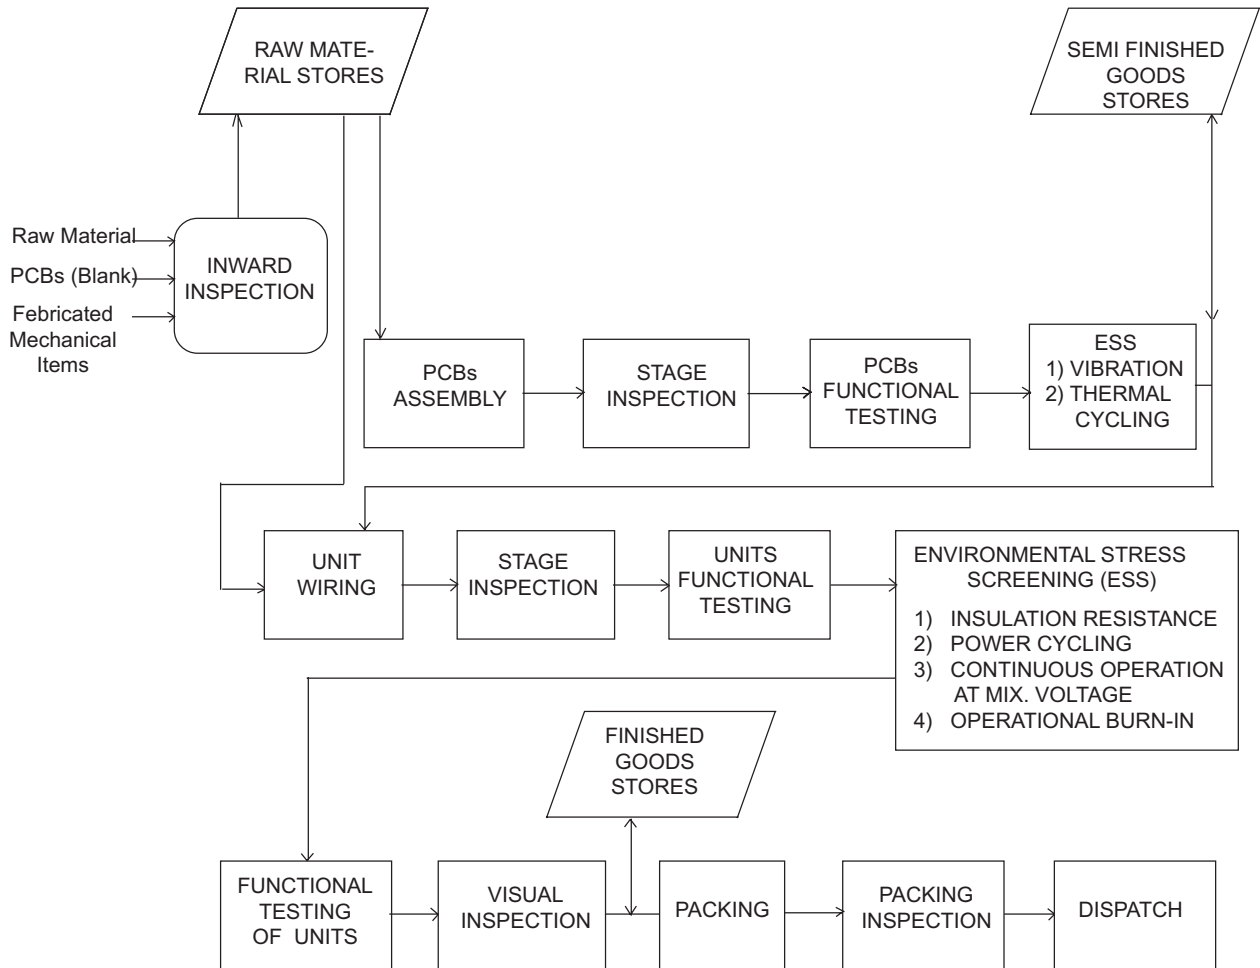 RAW MATE-
RIAL STORES
SEMI FINISHED
GOODS
STORES
Raw Material
PCBs (Blank)
Febricated
Mechanical
Items
INWARD
INSPECTION
PCBs
ASSEMBLY
STAGE
INSPECTION
PCBs
FUNCTIONAL
TESTING
ESS
1) VIBRATION
2) THERMAL
CYCLING
UNIT
WIRING
STAGE
INSPECTION
UNITS
FUNCTIONAL
TESTING
ENVIRONMENTAL STRESS
SCREENING (ESS)
1) INSULATION RESISTANCE
2) POWER CYCLING
3) CONTINUOUS OPERATION
AT MIX. VOLTAGE
4) OPERATIONAL BURN-IN
FINISHED
GOODS
STORES
FUNCTIONAL
TESTING
OF UNITS
VISUAL
INSPECTION
PACKING
PACKING
INSPECTION
DISPATCH